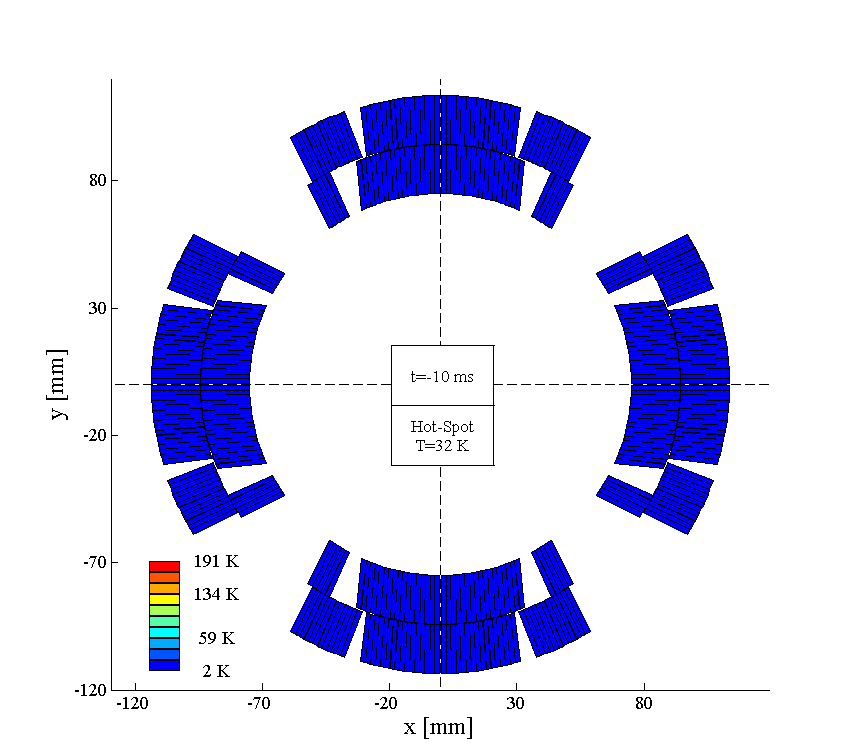 80
30
-20
-70
-120
y [mm]
t=-10 ms
Hot-Spot
T=32 K
191 K
134 K
59 K
2 K
-120
-70
-20
30
80
x [mm]